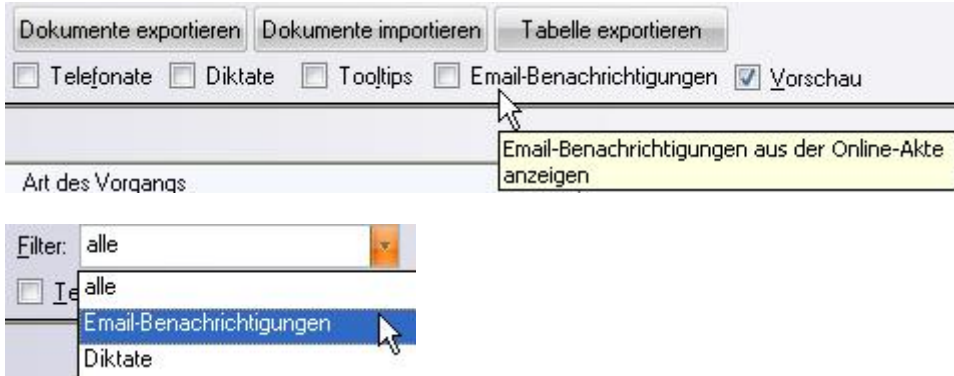 Dokumente exportieren Dokumente importieren Tabelle exportieren
Telefonate Diktate Tooltips Email-Benachrichtigungen Vorschau
Email-Benachrichtigungen aus der Online-Akte
anzeigen
Art des Vorgangs
Filter: alle
Te alle
Email-Benachrichtigungen
Diktate